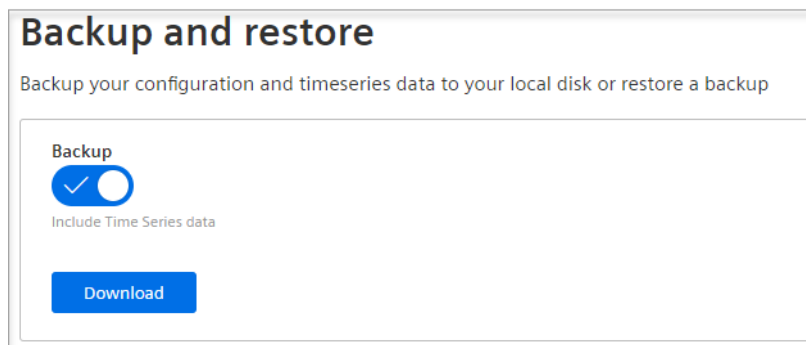 Backup and restore
Backup your configuration and timeseries data to your local disk or restore a backup
Backup
Include Time Series data
Download